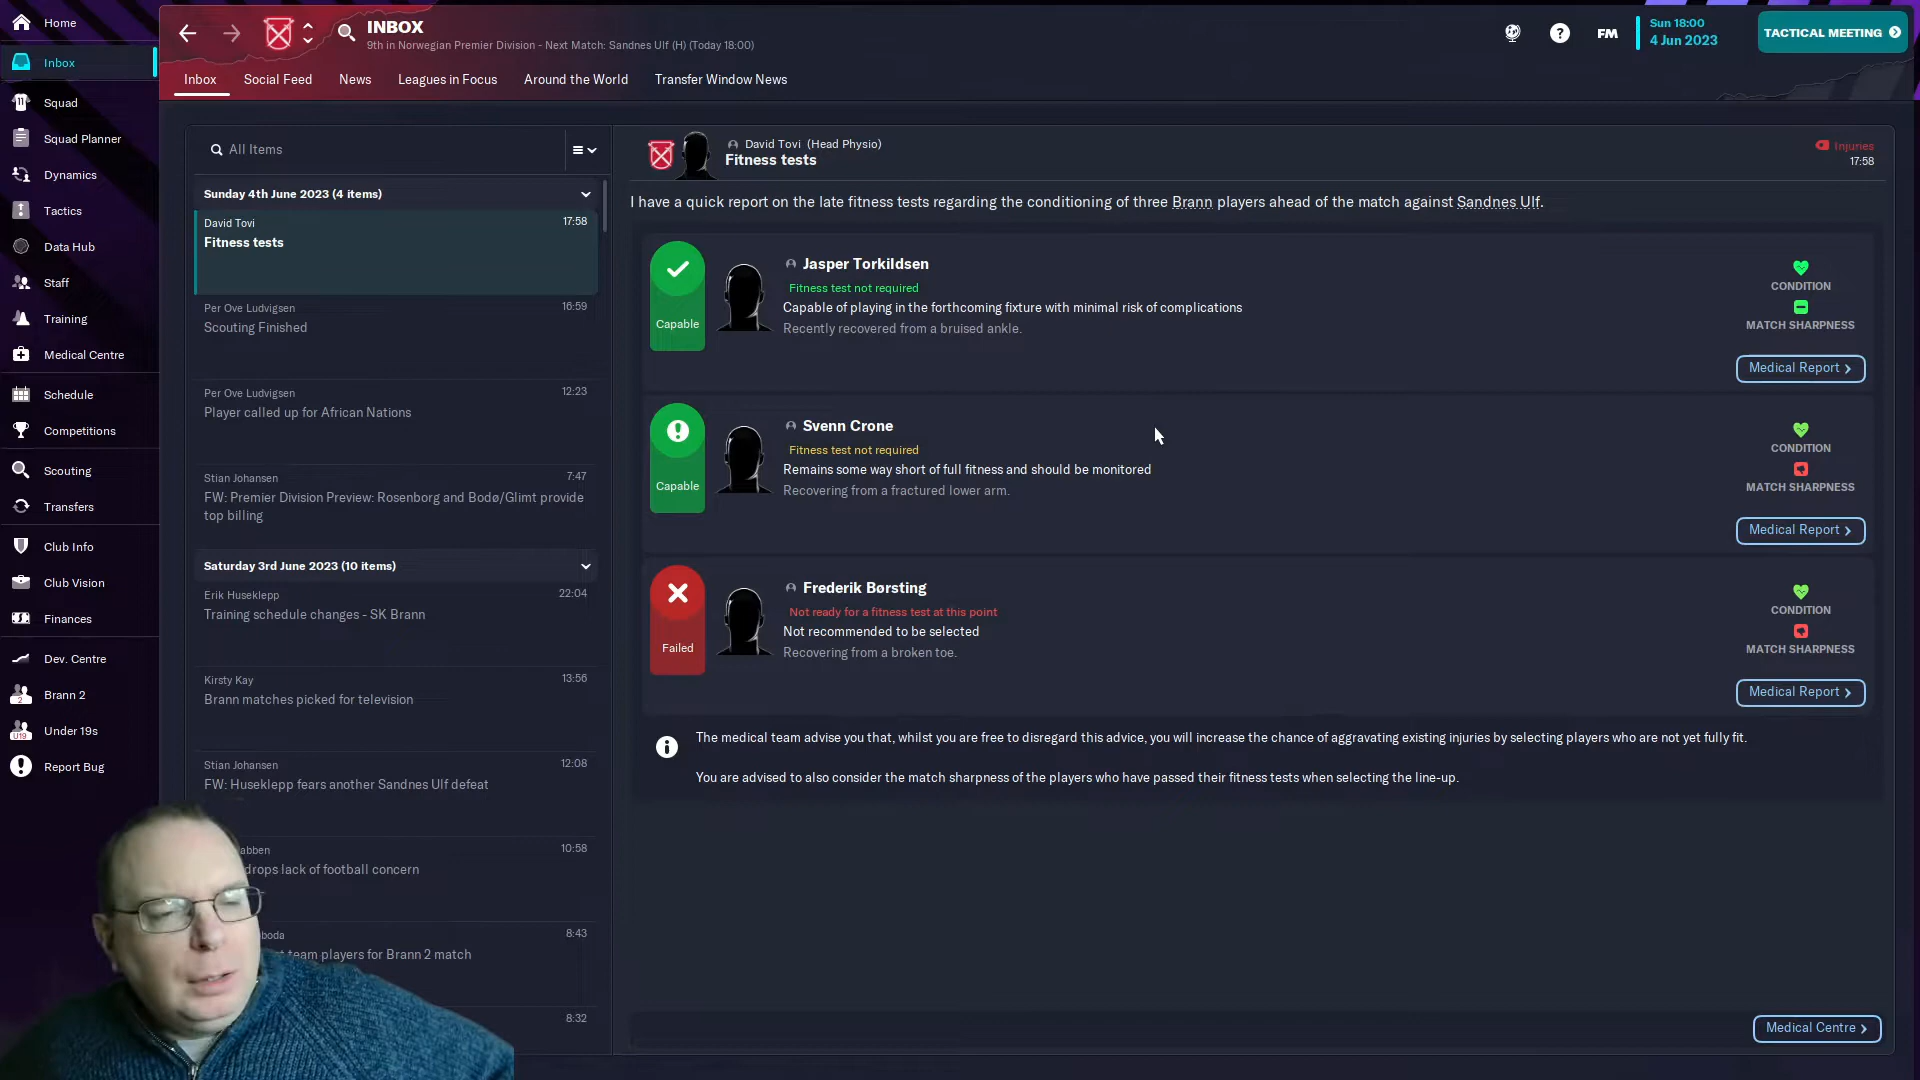 Home
Inbox
Squad
Squad Planner
Dynamics
Tactics
Data Hub
Staff
Training
Medical Centre
Schedule
Competitions
Scouting
Transfers
Club Info
Club Vision
Finances
Dev. Centre
Brann 2
Under 19s
Report Bug
INBOX
9th in Norwegian Premier Division - Next Match: Sandnes Ulf (H) (Today 18:00)
FM
Sun 18:00
4 Jun 2023
TACTICAL MEETING
Inbox Social Feed News Leagues in Focus Around the World Transfer Window News
All Items
Sunday 4th June 2023 (4 items)
David Tovi 17:58
Fitness tests
Per Ove Ludvigsen 16:59
Scouting Finished
Per Ove Ludvigsen 12:23
Player called up for African Nations
Stian Johansen 7:47
FW: Premier Division Preview: Rosenborg and Bodø/Glimt provide
top billing
Saturday 3rd June 2023 (10 items)
Erik Huseklepp 22:04
Training schedule changes - SK Brann
Kirsty Kay 13:56
Brann matches picked for television
Stian Johansen 12:08
FW: Huseklepp fears another Sandnes Ulf defeat
10:58
drops lack of football concern
8:43
team players for Brann 2 match
8:32
David Tovi (Head Physio)
Fitness tests
Injuries
17:58
I have a quick report on the late fitness tests regarding the conditioning of three Brann players ahead of the match against Sandnes Ulf.
Capable
Jasper Torkildsen
Fitness test not required
Capable of playing in the forthcoming fixture with minimal risk of complications
Recently recovered from a bruised ankle.
CONDITION
MATCH SHARPNESS
Medical Report
Capable
Svenn Crone
Fitness test not required
Remains some way short of full fitness and should be monitored
Recovering from a fractured lower arm.
CONDITION
MATCH SHARPNESS
Medical Report
Failed
Frederik Børsting
Not ready for a fitness test at this point
Not recommended to be selected
Recovering from a broken toe.
CONDITION
MATCH SHARPNESS
Medical Report
The medical team advise you that, whilst you are free to disregard this advice, you will increase the chance of aggravating existing injuries by selecting players who are not yet fully fit.
You are advised to also consider the match sharpness of the players who have passed their fitness tests when selecting the line-up.
Medical Centre